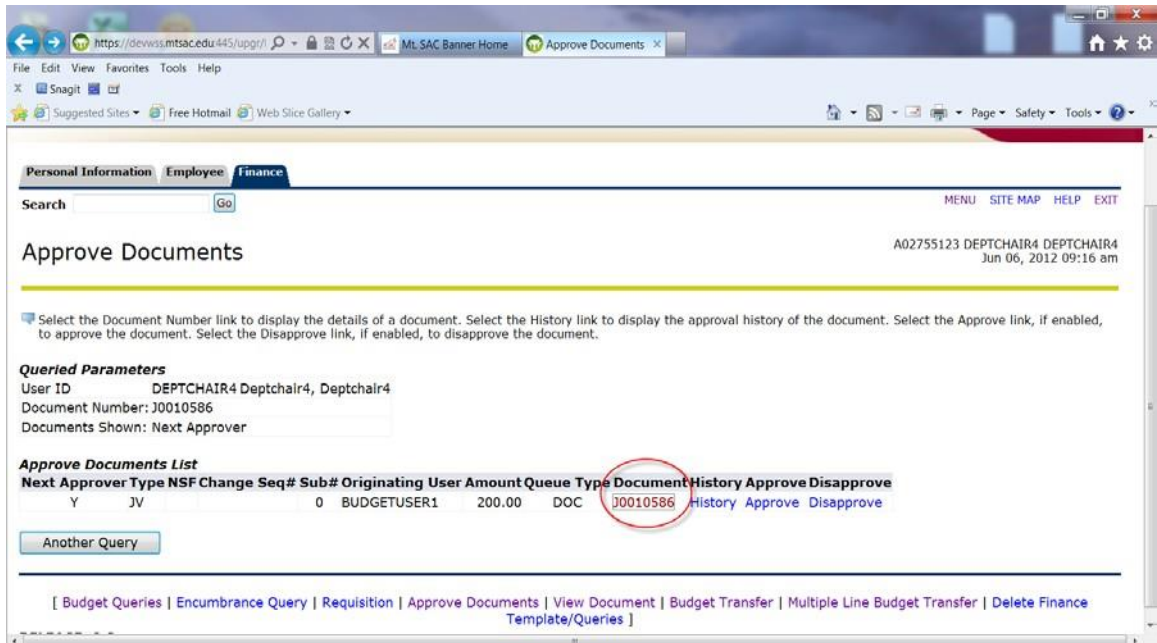 https://devwss.mtsac.edu:445/upgr/ Mt. SAC Banner Home Approve Documents
File Edit View Favorites Tools Help
X Snagit
Suggested Sites Free Hotmail Web Slice Gallery Page Safety Tools
Personal Information Employee Finance
Search Go MENU SITE MAP HELP EXIT
Approve Documents
A02755123 DEPTCHAIR4 DEPTCHAIR4
Jun 06, 2012 09:16 am
Select the Document Number link to display the details of a document. Select the History link to display the approval history of the document. Select the Approve link, if enabled,
to approve the document. Select the Disapprove link, if enabled, to disapprove the document.
Queried Parameters
User ID DEPTCHAIR4 Deptchair4, Deptchair4
Document Number: J0010586
Documents Shown: Next Approver
Approve Documents List
Next Approver Type NSF Change Seq# Sub# Originating User Amount Queue Type Document History Approve Disapprove
Y JV 0 BUDGETUSER1 200.00 DOC J0010586 History Approve Disapprove
Another Query
[ Budget Queries | Encumbrance Query | Requisition | Approve Documents | View Document | Budget Transfer | Multiple Line Budget Transfer | Delete Finance
Template/Queries ]